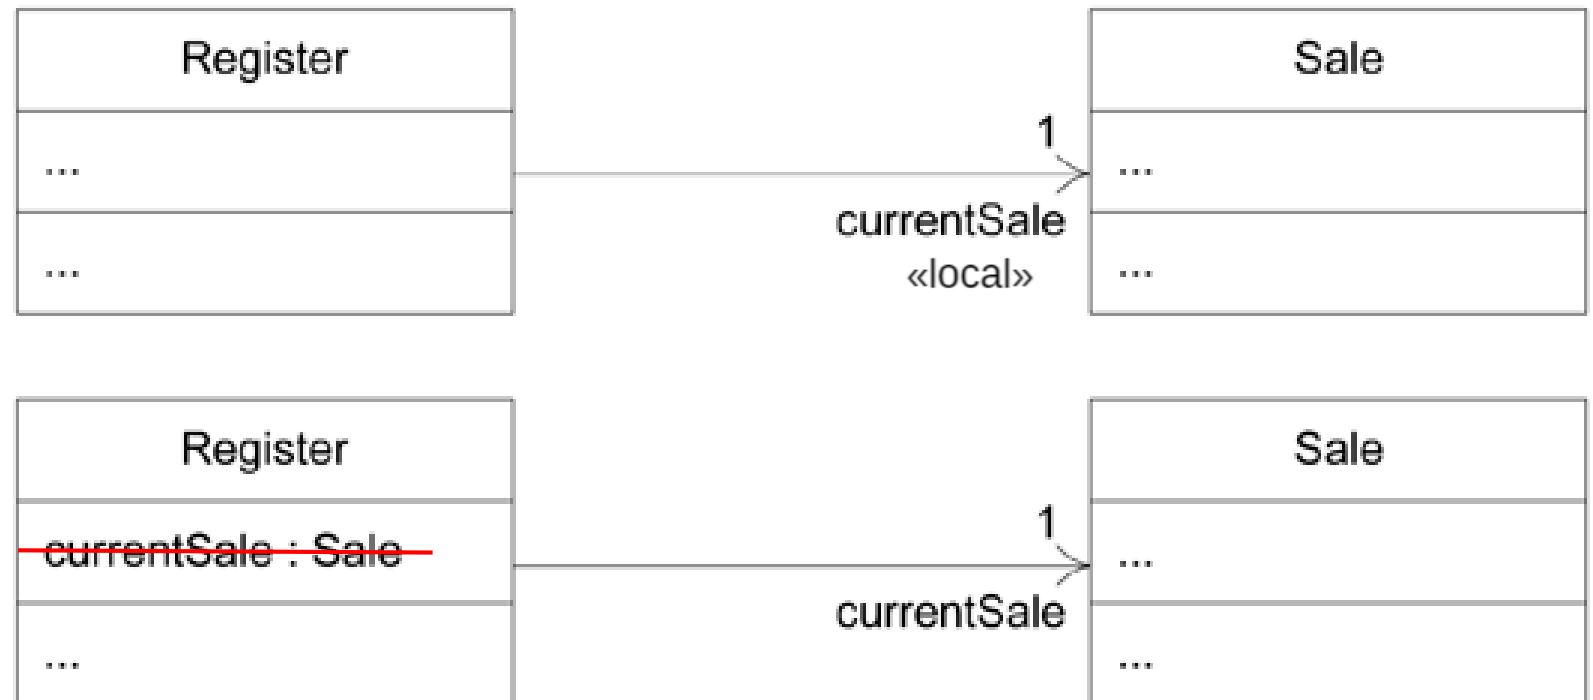 Register
...
...
1
currentSale
«local»
Sale
...
...
Register
currentSale : Sale
...
1
currentSale
Sale
...
...